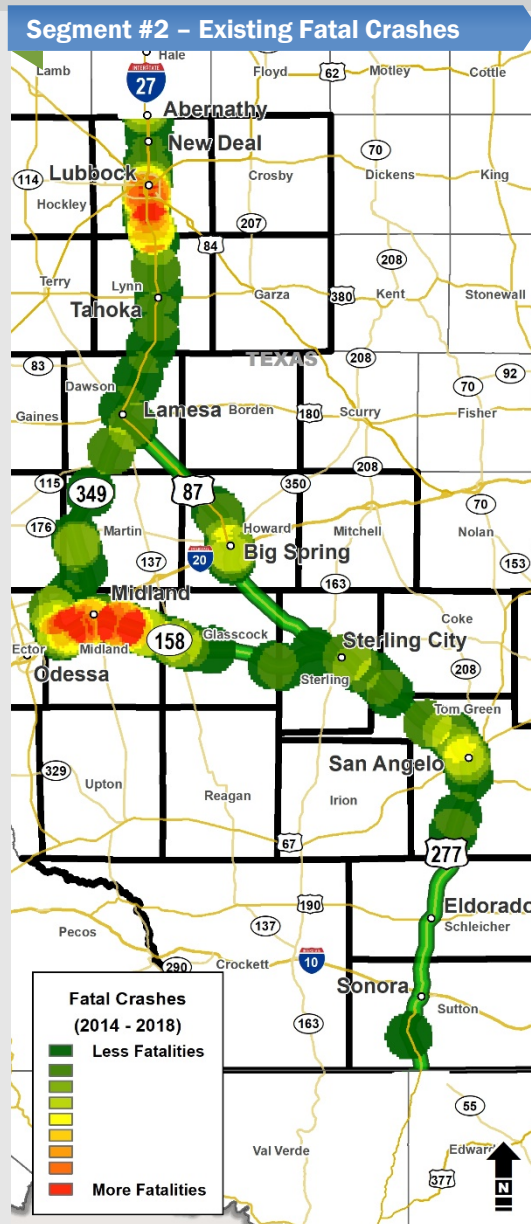 Segment #2 – Existing Fatal Crashes
Hale
Lamb
Floyd
62
Motley
Cottle
INTERSTATE
27
Abernathy
New Deal
70
Lubbock
114
Crosby
Dickens
King
Hockley
207
84
208
Terry
Lynn
Garza
380
Kent
Stonewall
Tahoka
TEXAS
83
208
92
Dawson
70
Gaines
Lamesa
Borden
180
Scurry
Fisher
208
115
349
87
350
70
176
Martin
Howard
Mitchell
Nolan
137
20
Big Spring
153
163
Midland
Coke
158
Glasscock
Sterling City
Ector
Midland
208
Odessa
Sterling
Tom Green
San Angelo
329
Upton
Reagan
Irion
67
277
190
Eldorado
Pecos
137
Schleicher
290
Crockett
10
Sonora
Sutton
163
Fatal Crashes
(2014 - 2018)
Less Fatalities
More Fatalities
55
Val Verde
Edward
377
N